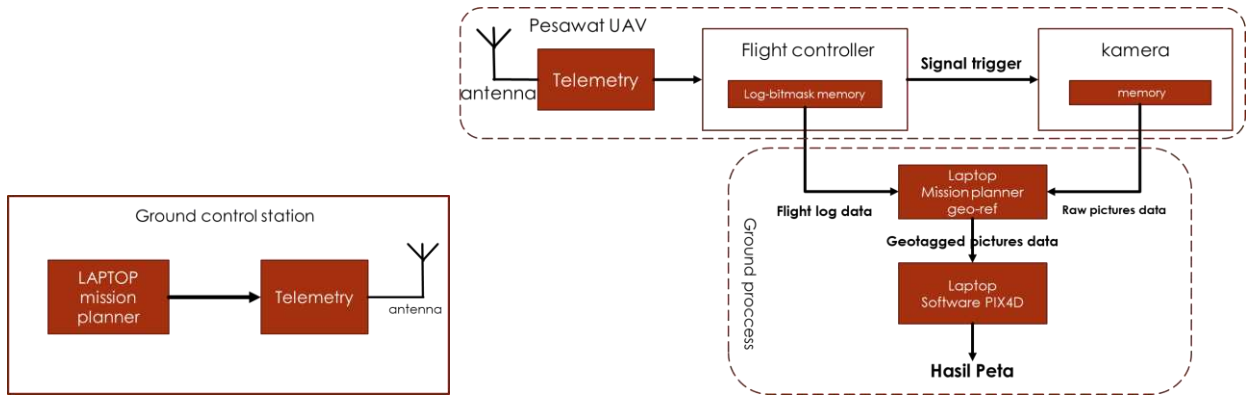 Pesawat UAV
antenna
Telemetry
Flight controller
Log-bitmask memory
Signal trigger
kamera
memory
Ground proccess
Laptop
Mission planner
geo-ref
Flight log data
Raw pictures data
Geotagged pictures data
Laptop
Software PIX4D
Hasil Peta
Ground control station
LAPTOP
mission
planner
Telemetry
antenna